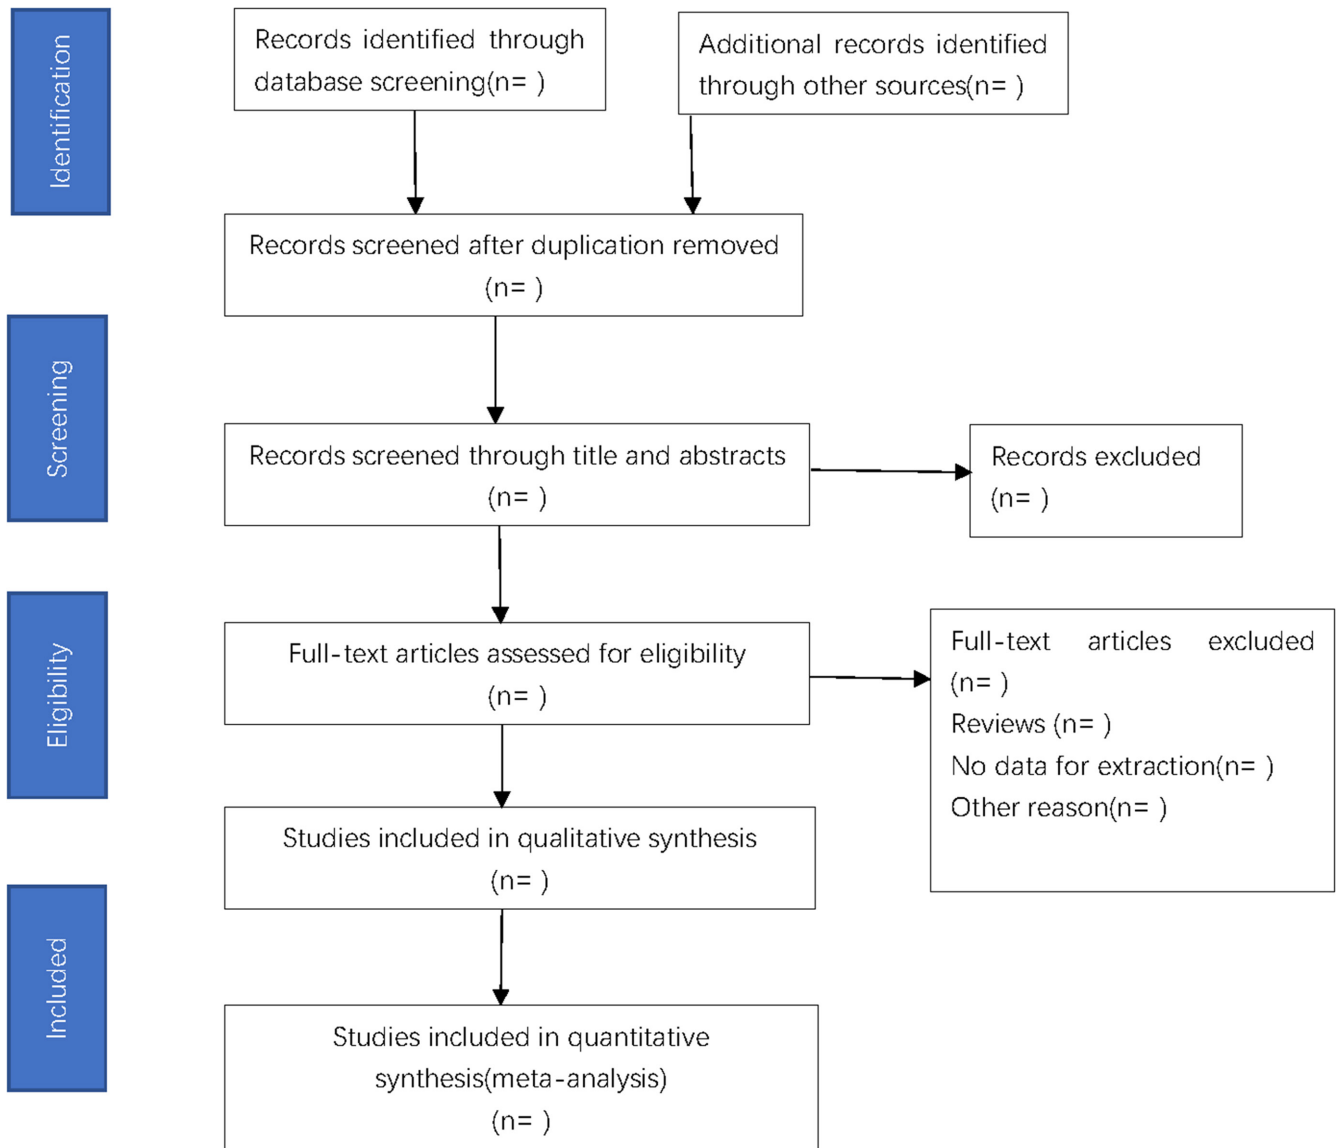 Identification
Records identified through
database screening(n= )
Additional records identified
through other sources(n= )
Records screened after duplication removed
(n= )
Screening
Records screened through title and abstracts
(n= )
Records excluded
(n= )
Eligibility
Full-text articles assessed for eligibility
(n= )
Full-text articles excluded
(n= )
Reviews (n= )
No data for extraction(n= )
Other reason(n= )
Studies included in qualitative synthesis
(n= )
Included
Studies included in quantitative
synthesis(meta-analysis)
(n= )